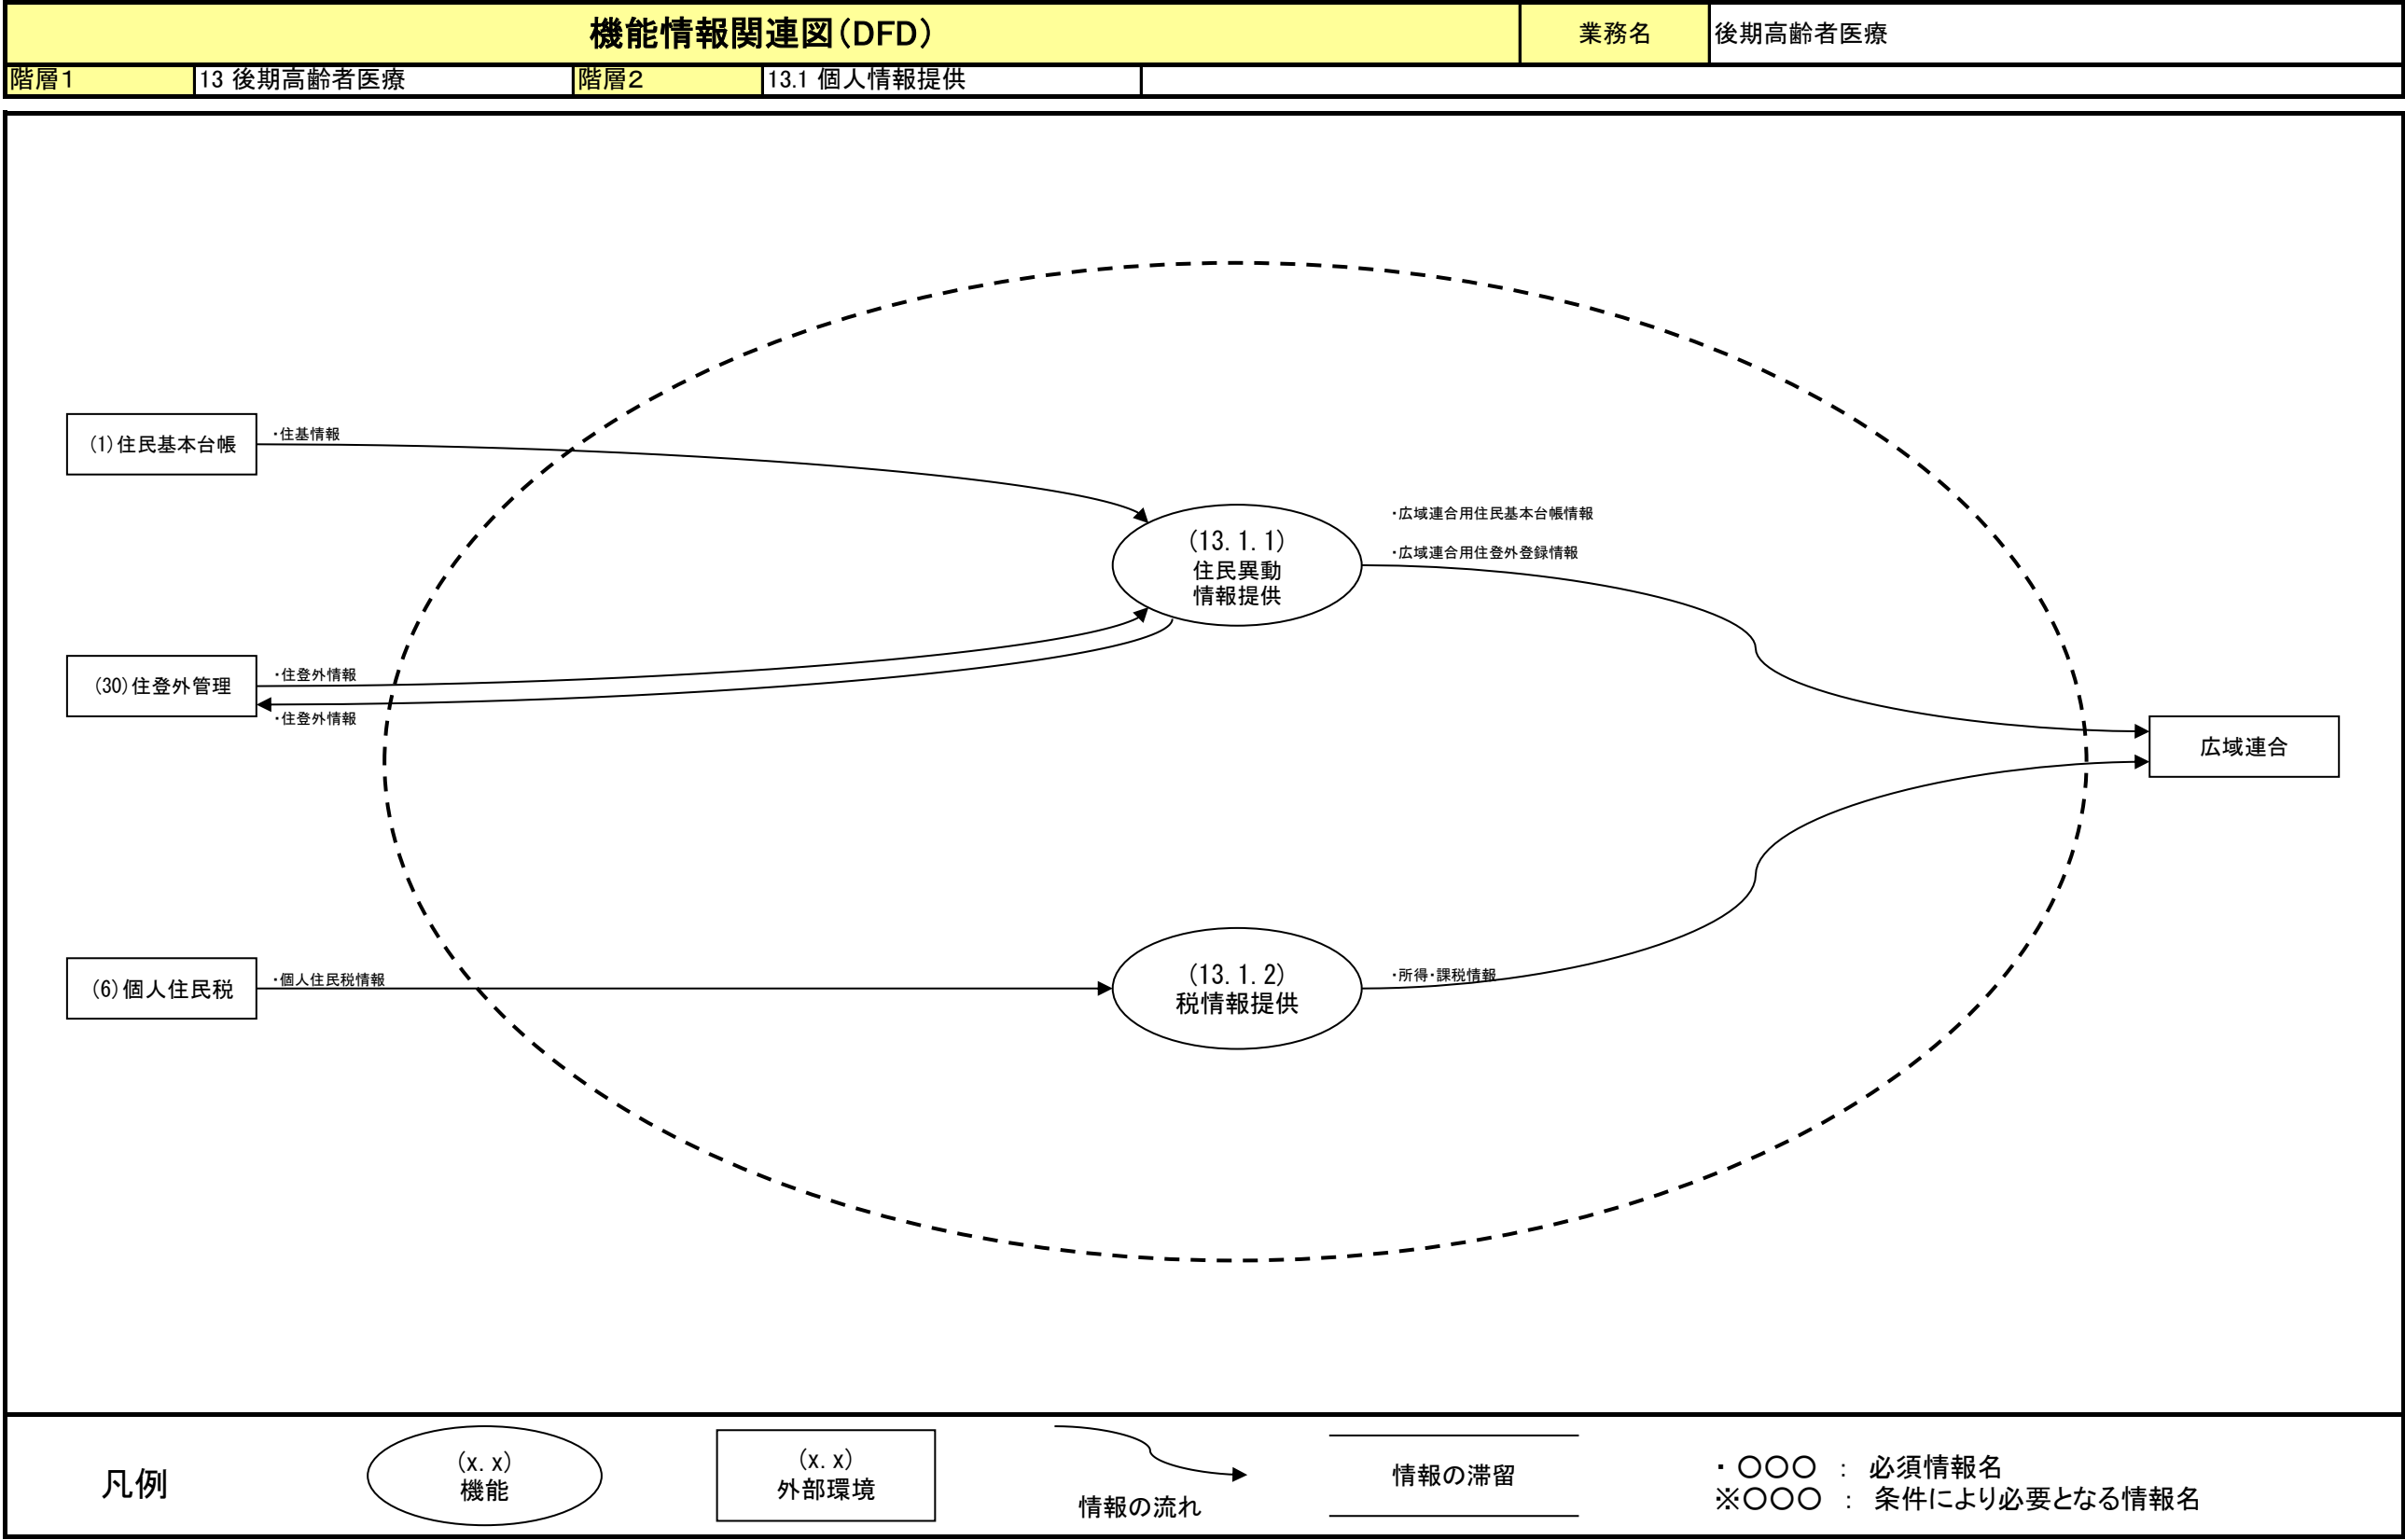 機能情報関連図（DFD）
業務名
後期高齢者医療
階層１
13 後期高齢者医療
階層２
13.1 個人情報提供
(1)住民基本台帳
・住基情報
(13.1.1)
住民異動
情報提供
・広域連合用住民基本台帳情報
・広域連合用住登外登録情報
(30)住登外管理
・住登外情報
・住登外情報
広域連合
(6)個人住民税
・個人住民税情報
(13.1.2)
税情報提供
・所得・課税情報
凡例
(x.x)
機能
(x.x)
外部環境
情報の流れ
情報の滞留
・ 〇〇〇 ： 必須情報名
※〇〇〇 ： 条件により必要となる情報名